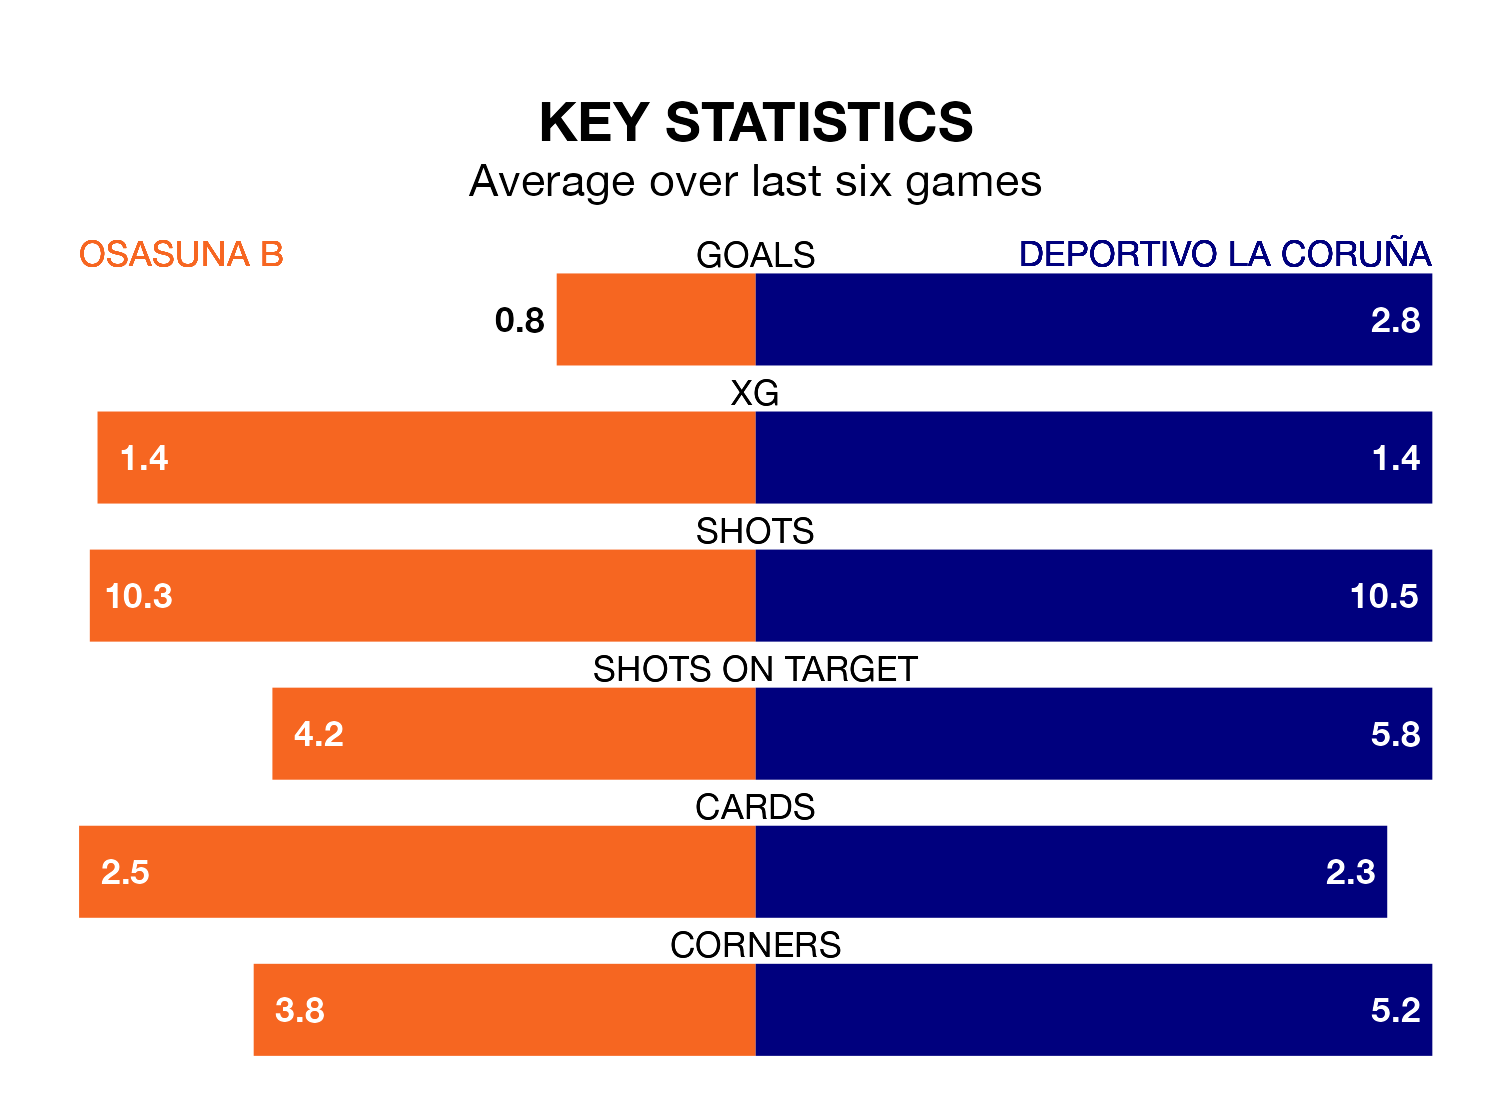 KEY STATISTICS
Average over last six games
OSASUNA B GOALS DEPORTIVO LA CORUÑA
0.8 2.8
XG
1.4 1.4
SHOTS
10.3 10.5
SHOTS ON TARGET
4.2 5.8
CARDS
2.5 2.3
CORNERS
3.8 5.2